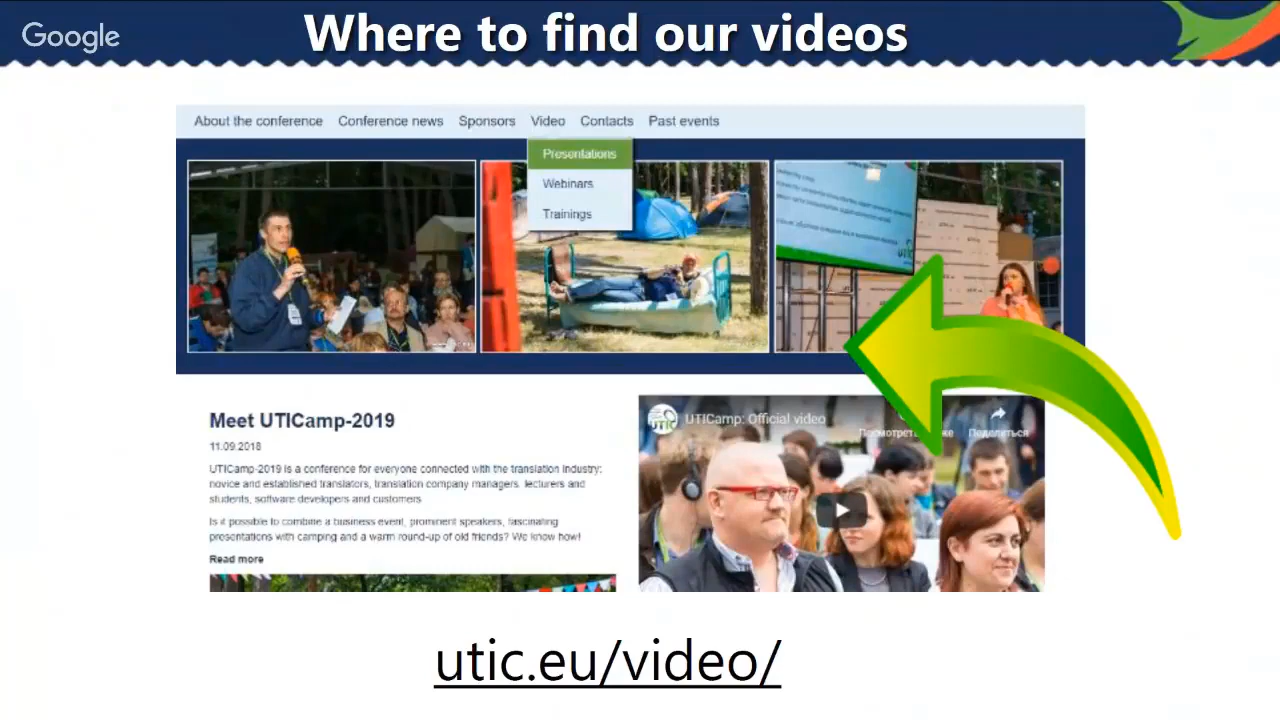 Google
Where to find our videos
About the conference Conference news Sponsors Video Contacts Past events
Presentations
Webinars
Trainings
Meet UTICamp-2019
11.09.2018
UTICamp-2019 is a conference for everyone connected with the translation industry:
novice and established translators, translation company managers, lecturers and
students, software developers and customers
Is it possible to combine a business event, prominent speakers, fascinating
presentations with camping and a warm round-up of old friends? We know how!
Read more
UTIC
UTICamp: Official video
Поделиться
utic.eu/video/